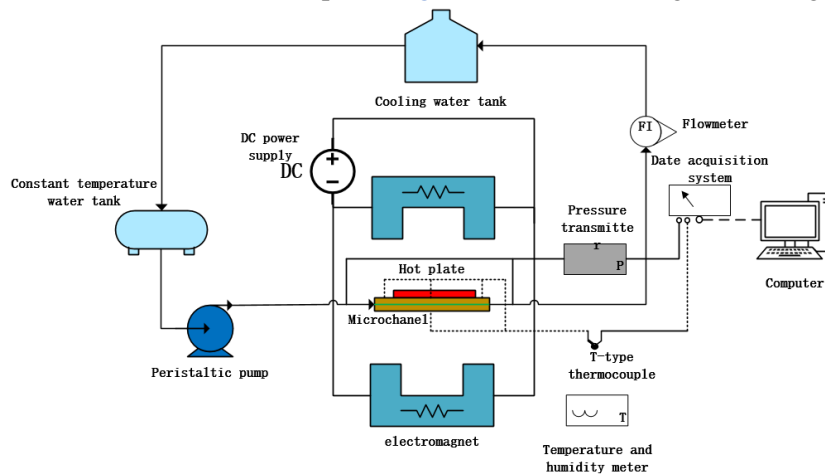 Cooling water tank
FI
Flowmeter
DC power
supply
DC
Date acquisition
system
Constant temperature
water tank
Pressure
transmitte
r
P
Hot plate
Computer
Microchanel
T-type
thermocouple
Peristaltic pump
electromagnet
T
Temperature and
humidity meter